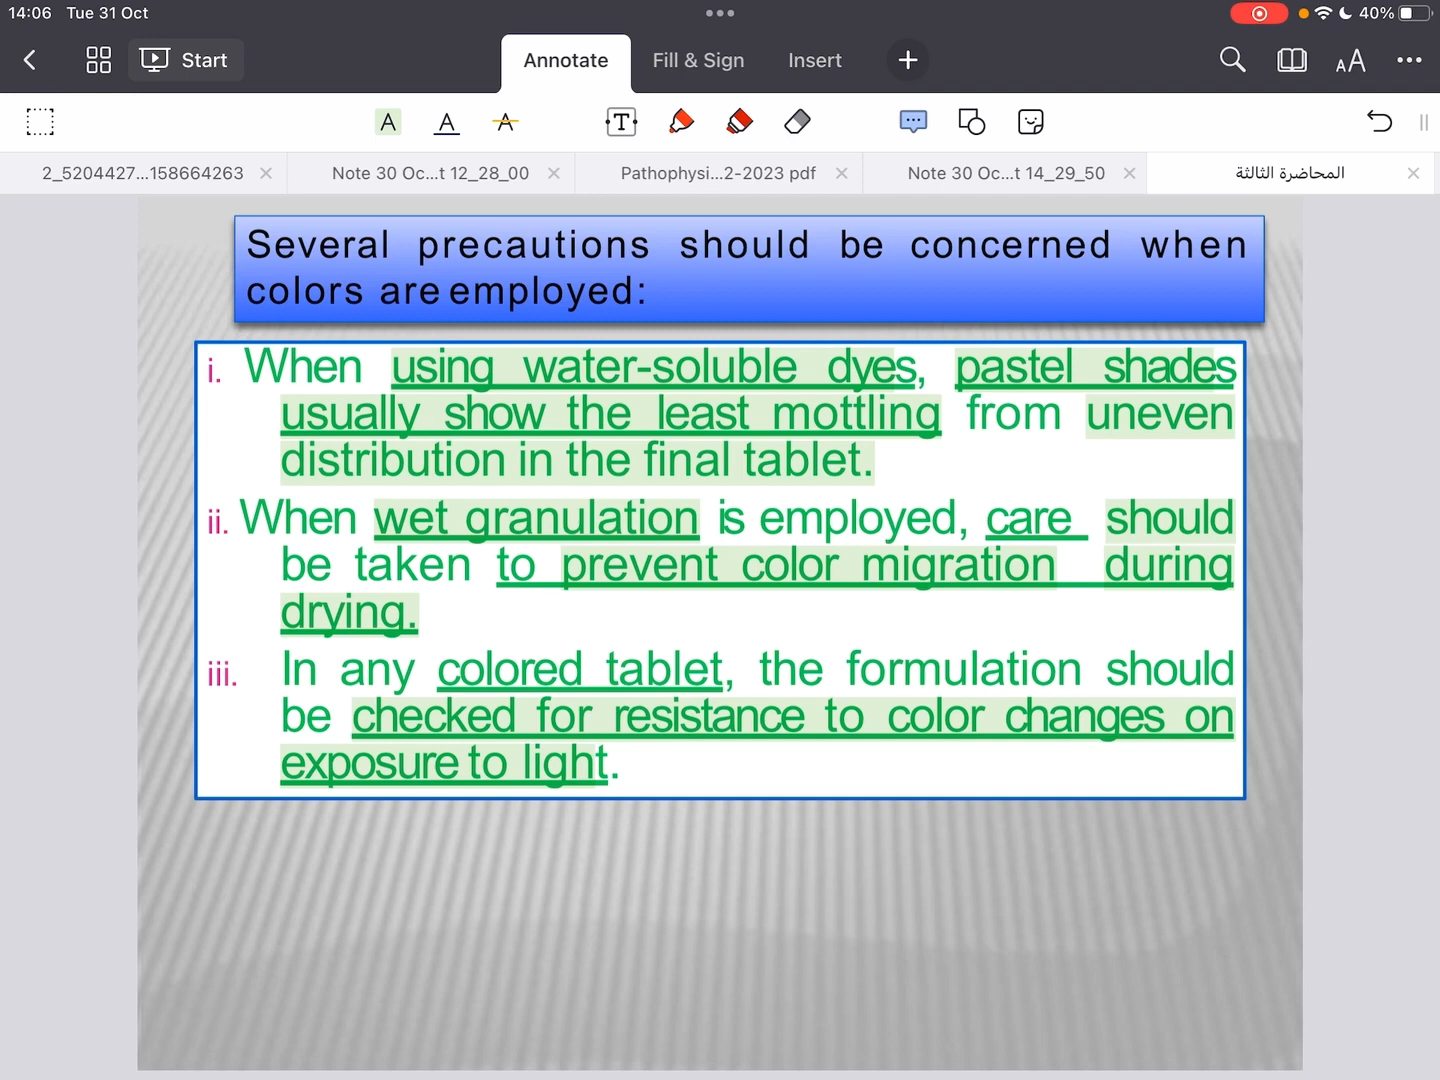 14:06 Tue 31 Oct 40%
Start Annotate Fill & Sign Insert
2_5204427...158664263 Note 30 Oc...t 12_28_00 Pathophysi...2-2023 pdf Note 30 Oc...t 14_29_50 المحاضرة الثالثة
Several precautions should be concerned when
colors are employed:
i. When using water-soluble dyes, pastel shades
usually show the least mottling from uneven
distribution in the final tablet.
ii. When wet granulation is employed, care should
be taken to prevent color migration during
drying.
iii. In any colored tablet, the formulation should
be checked for resistance to color changes on
exposure to light.